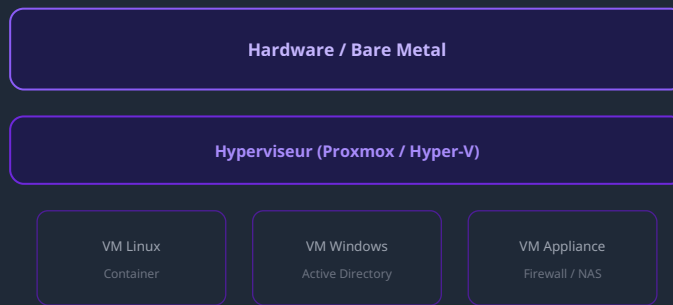 Hardware / Bare Metal
Hyperviseur (Proxmox / Hyper-V)
VM Linux
Container
VM Windows
Active Directory
VM Appliance
Firewall / NAS